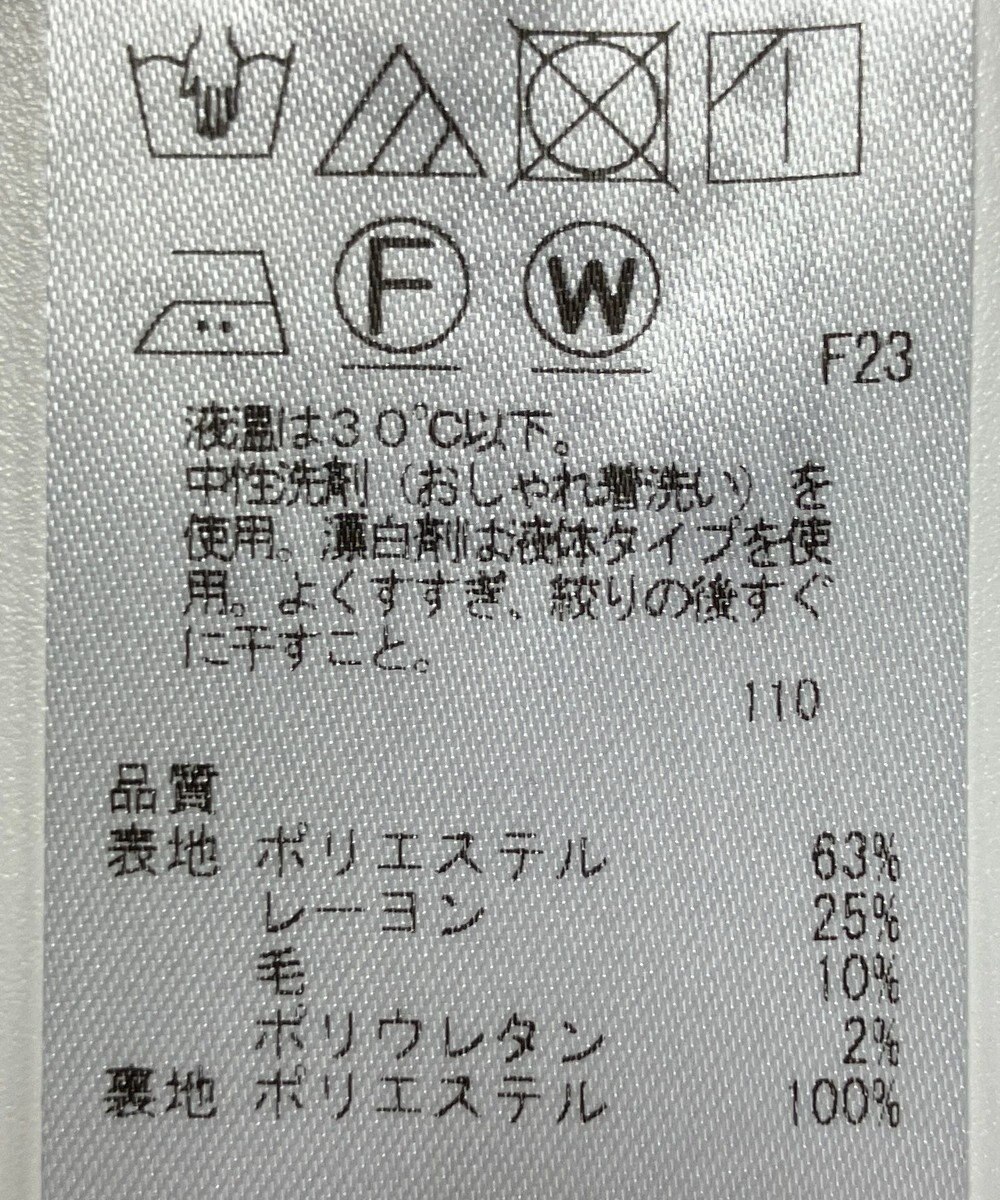 F
W
F23
液温は30℃以下。
中性洗剤（おしゃれ着洗い）を
使用。漂白剤は液体タイプを使
用。よくすすぎ、絞りの後すぐ
に干すこと。
110
品質
表地 ポリエステル 63%
レーヨン 25%
毛 10%
ポリウレタン 2%
裏地 ポリエステル 100%